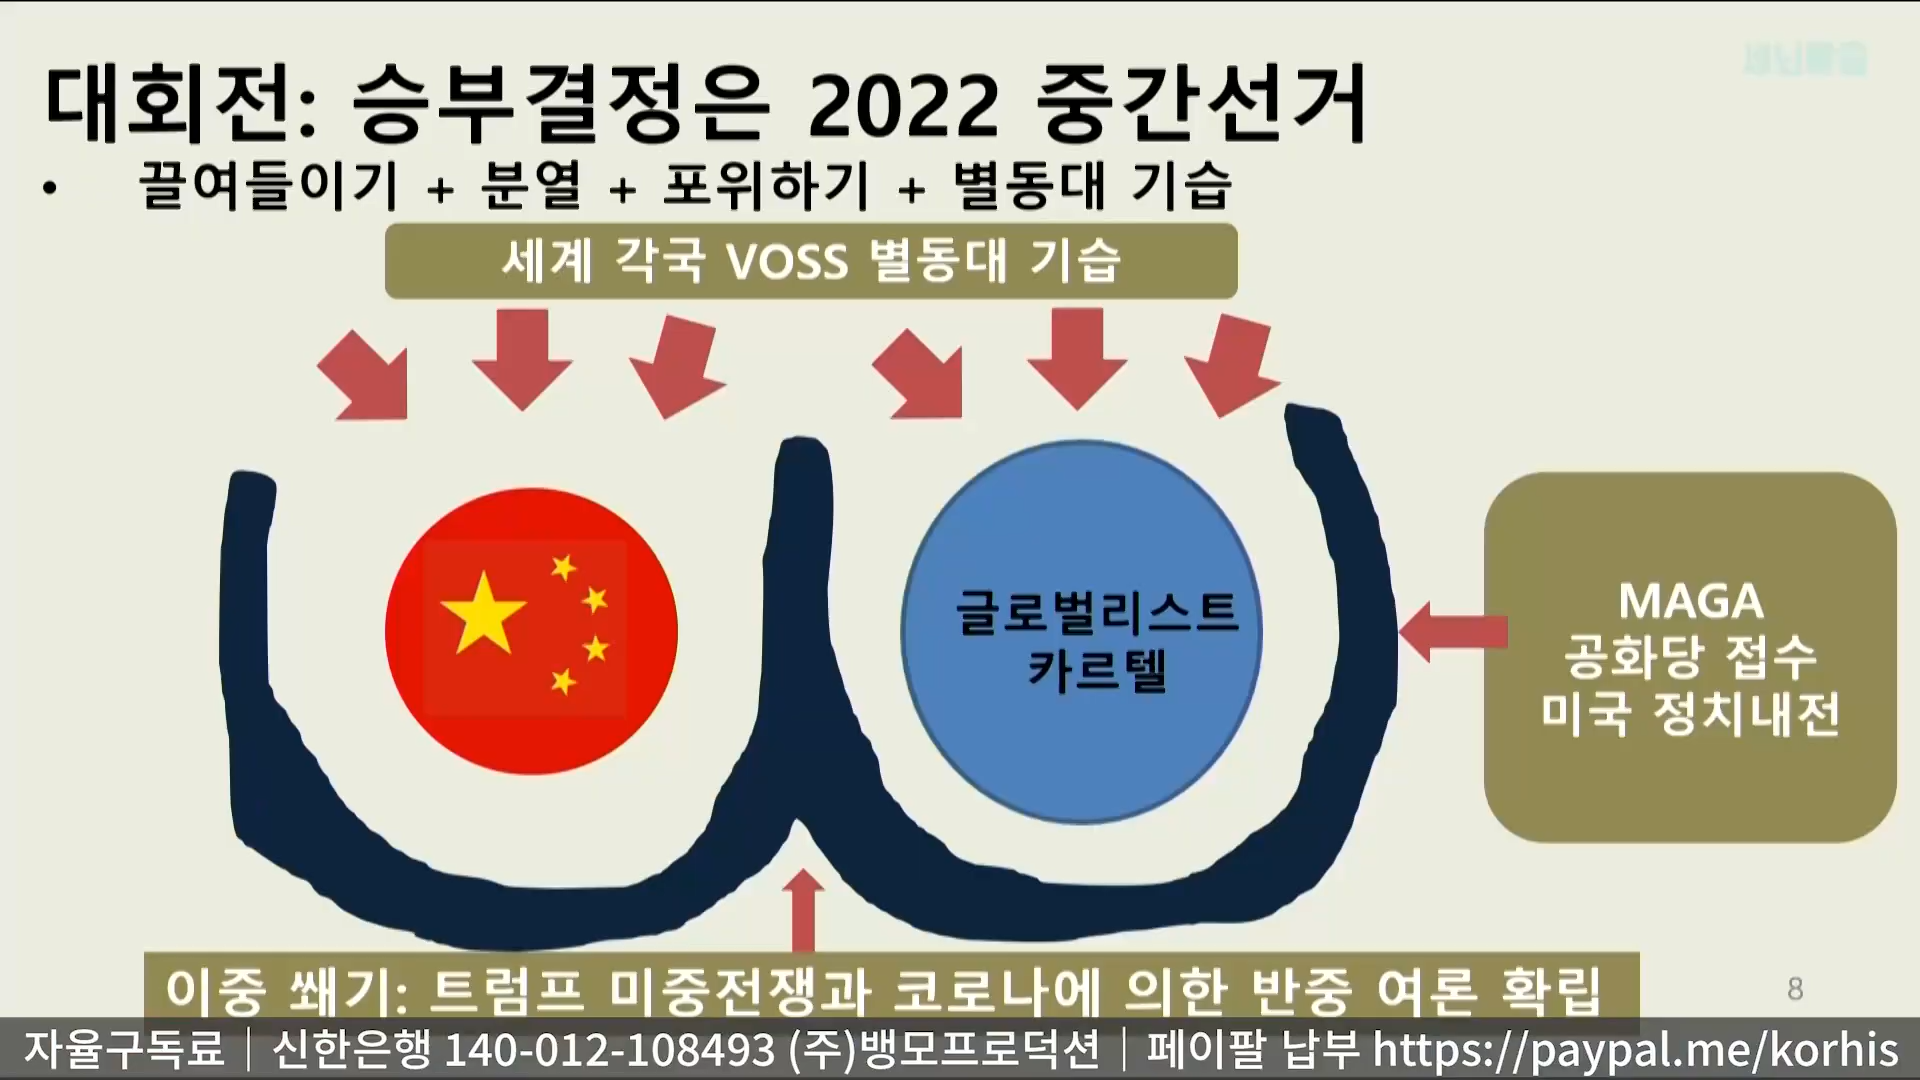 대회전: 승부결정은 2022 중간선거
• 끌여들이기 + 분열 + 포위하기 + 별동대 기습
세계 각국 VOSS 별동대 기습
글로벌리스트
카르텔
MAGA
공화당 접수
미국 정치내전
이중 쐐기: 트럼프 미중전쟁과 코로나에 의한 반중 여론 확립
8
자율구독료│신한은행 140-012-108493 (주)뱅모프로덕션│페이팔 납부 https://paypal.me/korhis